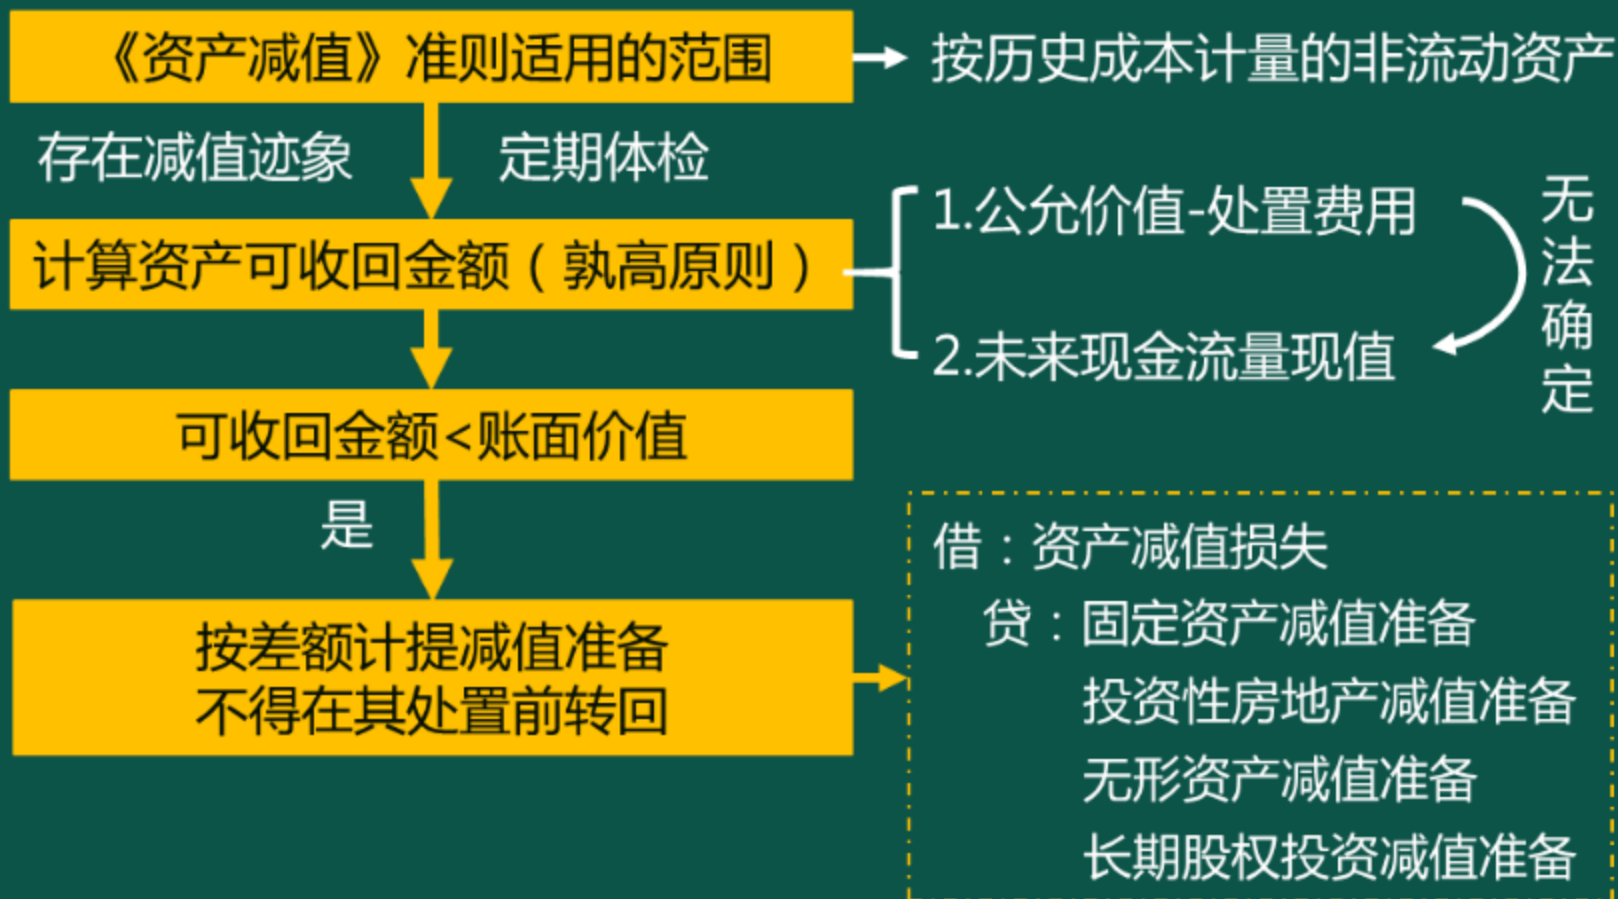 《资产减值》准则适用的范围
按历史成本计量的非流动资产
存在减值迹象
定期体检
计算资产可收回金额（孰高原则）
1.公允价值-处置费用
2.未来现金流量现值
无法确定
可收回金额<账面价值
是
按差额计提减值准备
不得在其处置前转回
借：资产减值损失
贷：固定资产减值准备
投资性房地产减值准备
无形资产减值准备
长期股权投资减值准备